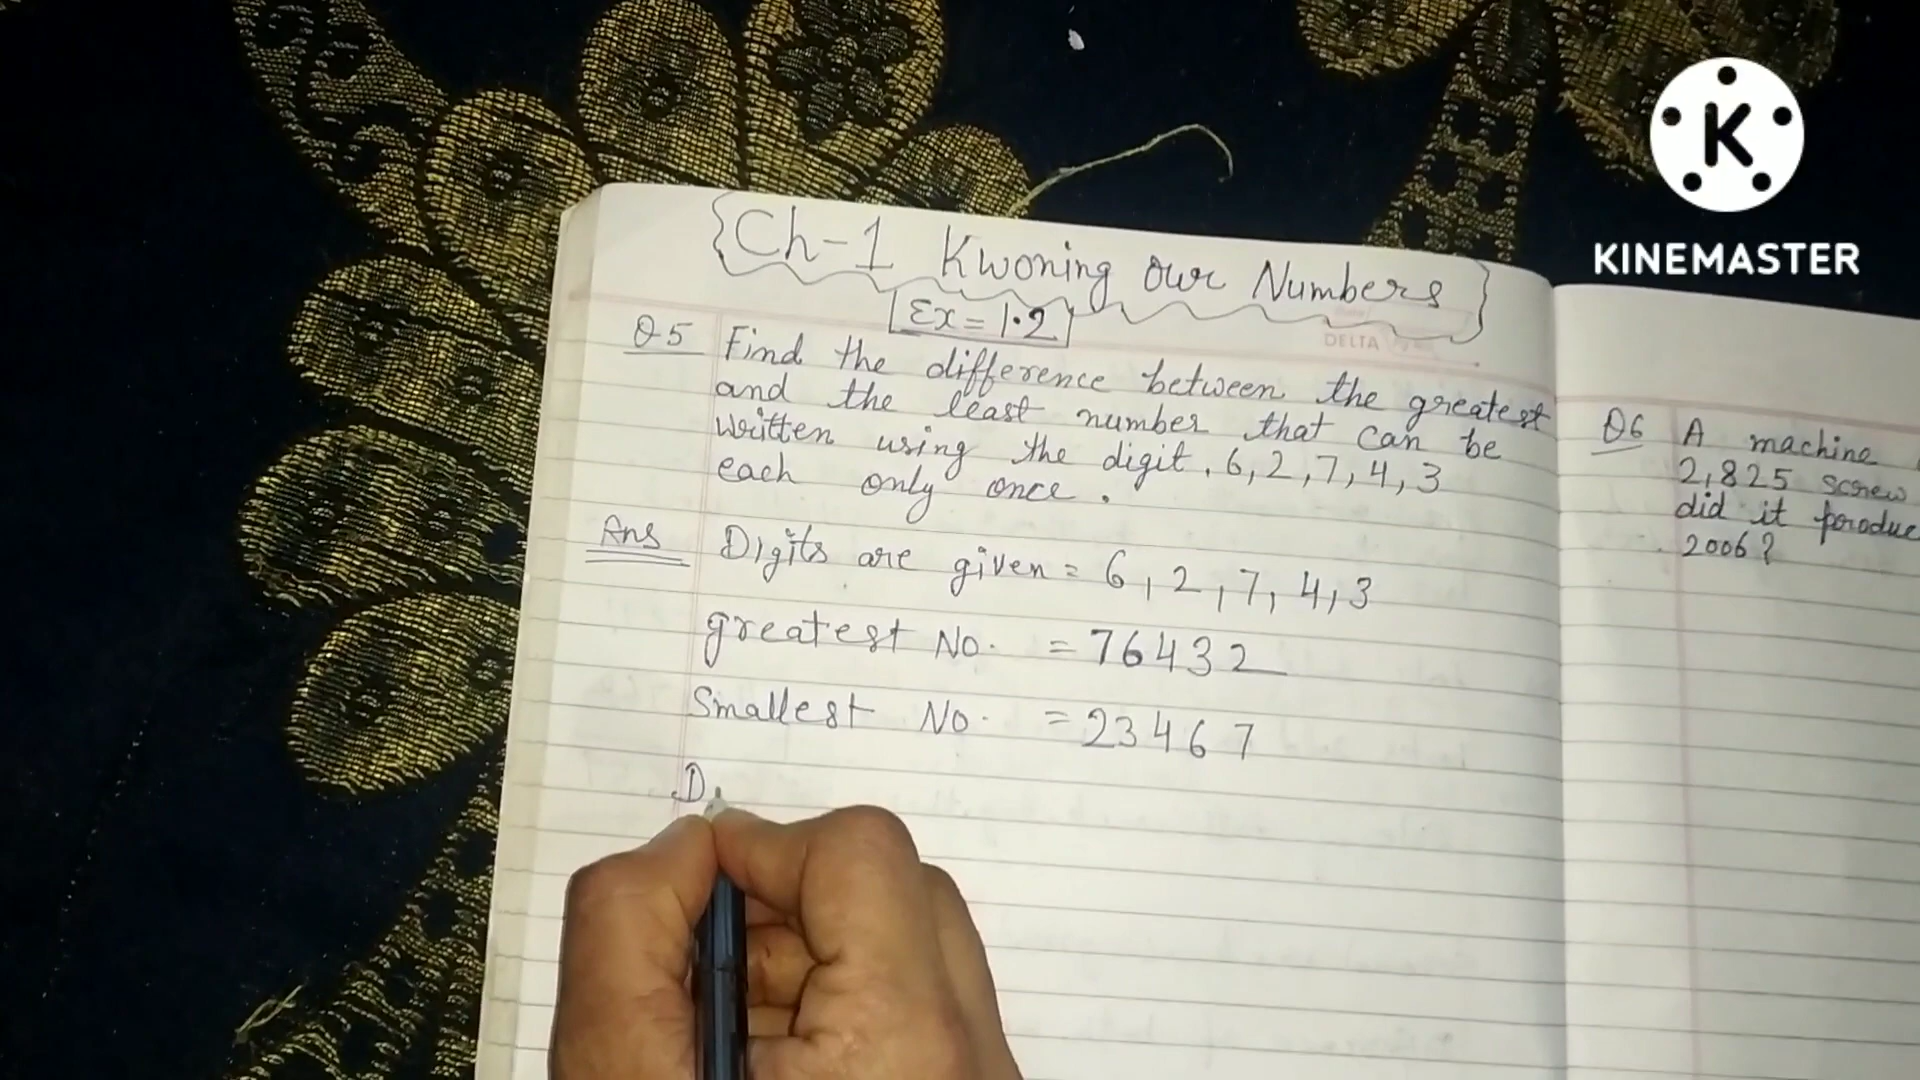 Ch-1 Kwoning our Numbers
Ex = 1.2
DELTA
Q5 Find the difference between the greatest
and the least number that can be
written using the digit, 6, 2, 7, 4, 3
each only once.
Ans Digits are given = 6, 2, 7, 4, 3
greatest No. = 76432
Smallest No. = 23467
D
Q6 A machine
2,825 screw
did it produce
2006?
K
KINEMASTER